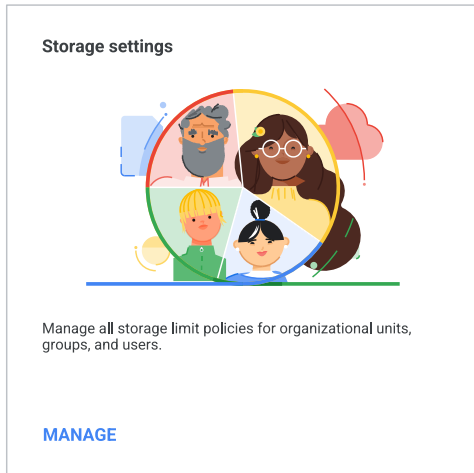 Storage settings
Manage all storage limit policies for organizational units,
groups, and users.
MANAGE